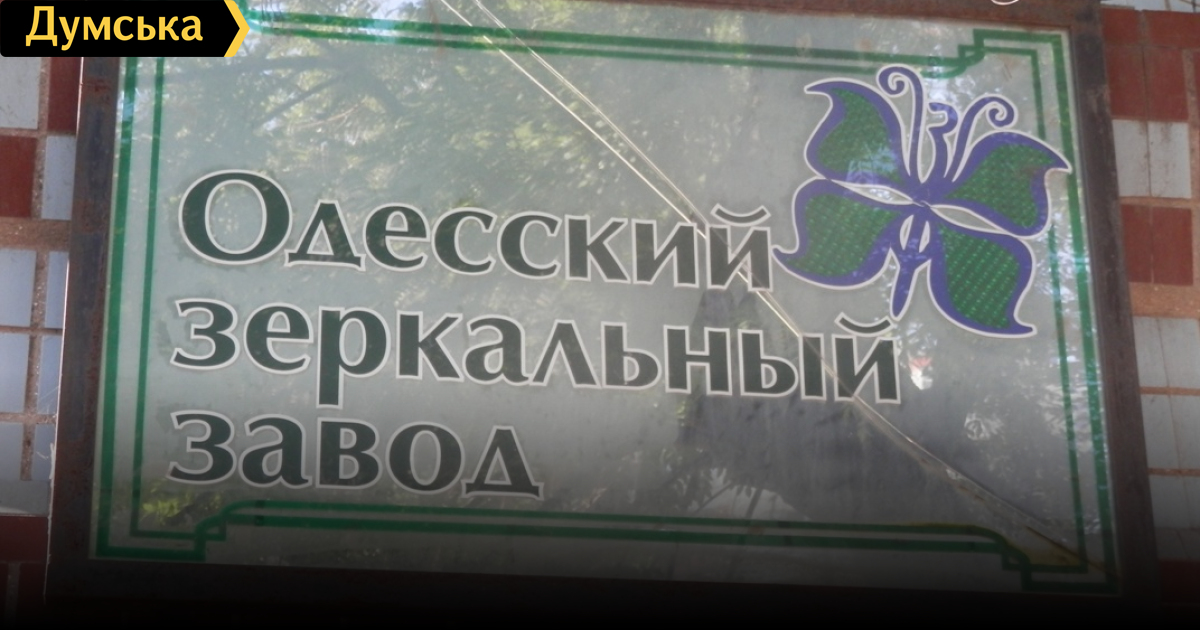 Думська
Одесский
зеркальный
завод